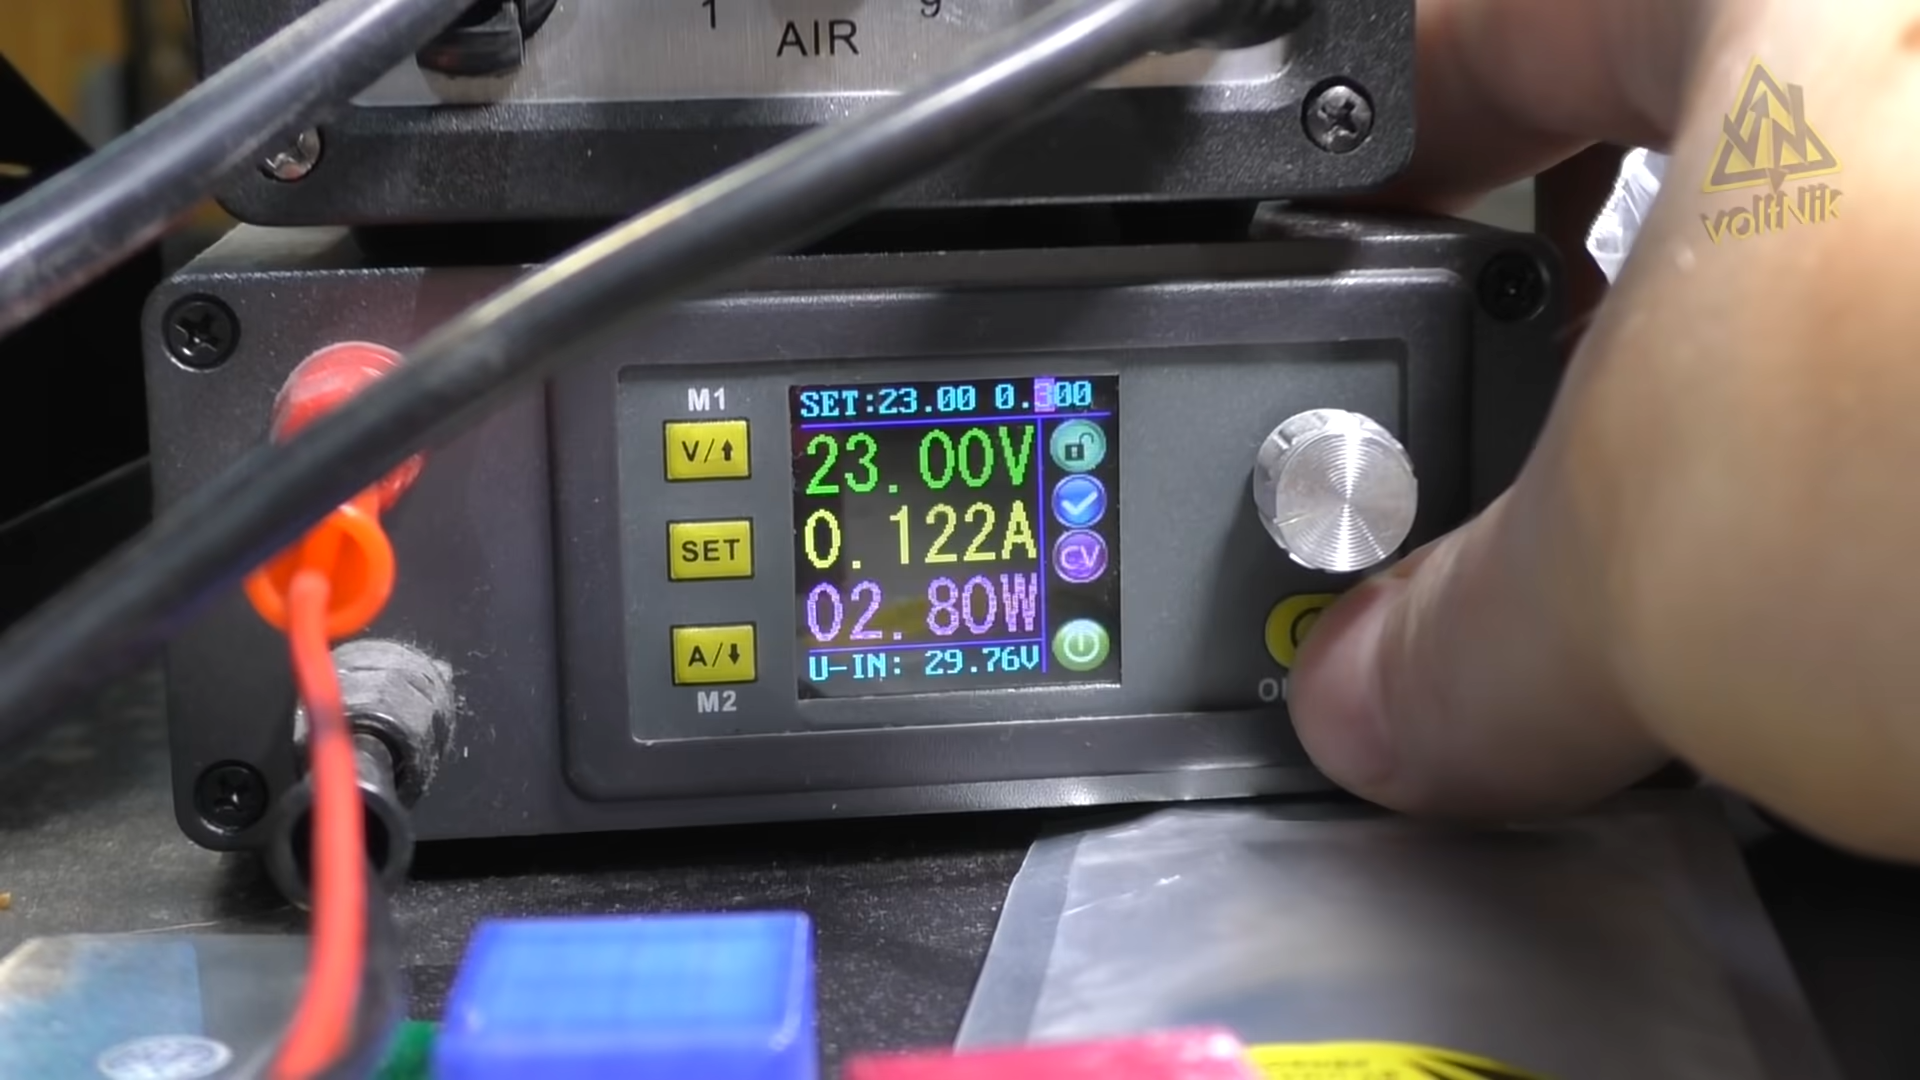 1 9
AIR
voltNik
M1
V/⬆
SET
A/⬇
M2
SET:23.00 0.300
23.00V
0.122A
CV
02.80W
U-IN: 29.76V